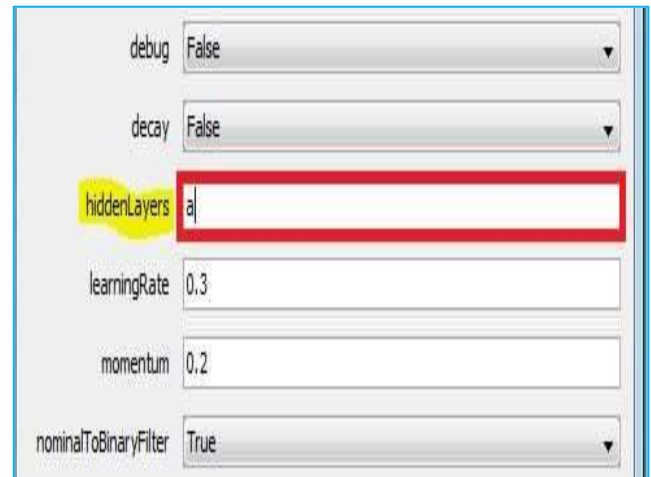 debug False
decay False
hiddenLayers a
learningRate 0.3
momentum 0.2
nominalToBinaryFilter True